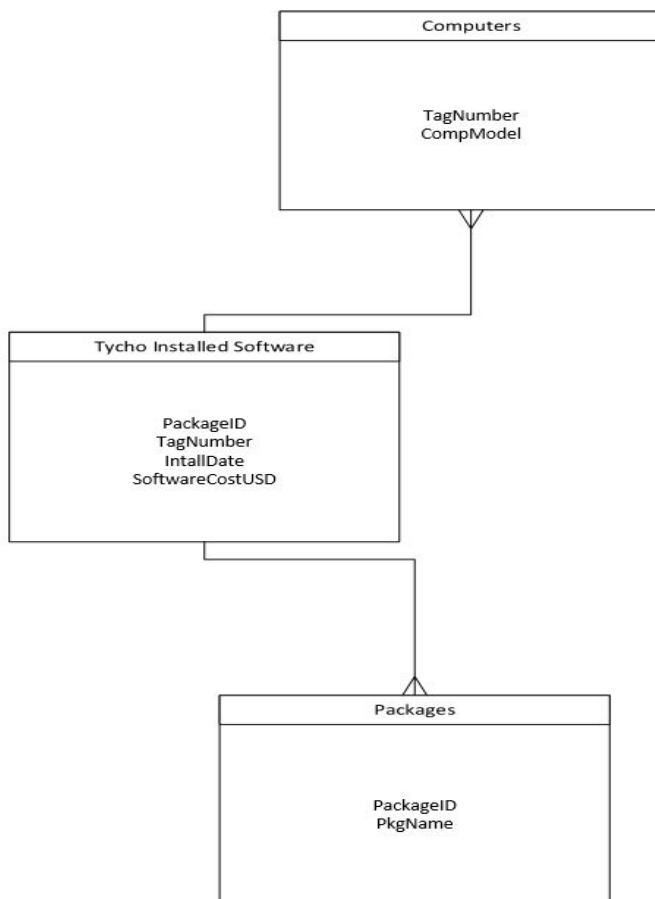 Computers
TagNumber
CompModel
Tycho Installed Software
PackageID
TagNumber
IntallDate
SoftwareCostUSD
Packages
PackageID
PkgName